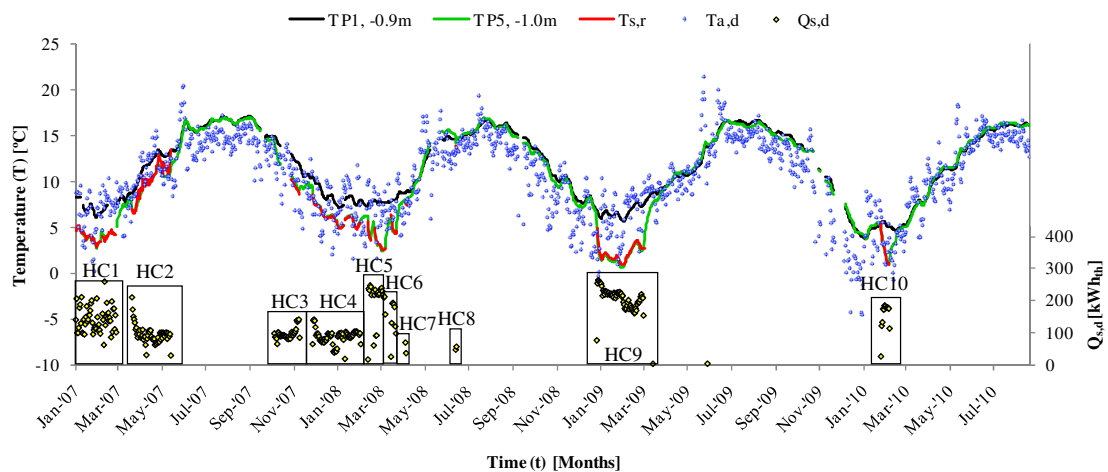 TP1, -0.9m TP5, -1.0m Ts,r Ta,d Qs,d
25
20
15
10
5
0
-5
-10
Temperature (T) [°C]
400
300
200
100
0
Qs,d [kWhth]
HC1
HC2
HC3
HC4
HC5
HC6
HC7
HC8
HC9
HC10
Jan-'07 Mar-'07 May-'07 Jul-'07 Sep-'07 Nov-'07 Jan-'08 Mar-'08 May-'08 Jul-'08 Sep-'08 Nov-'08 Jan-'09 Mar-'09 May-'09 Jul-'09 Sep-'09 Nov-'09 Jan-'10 Mar-'10 May-'10 Jul-'10
Time (t) [Months]